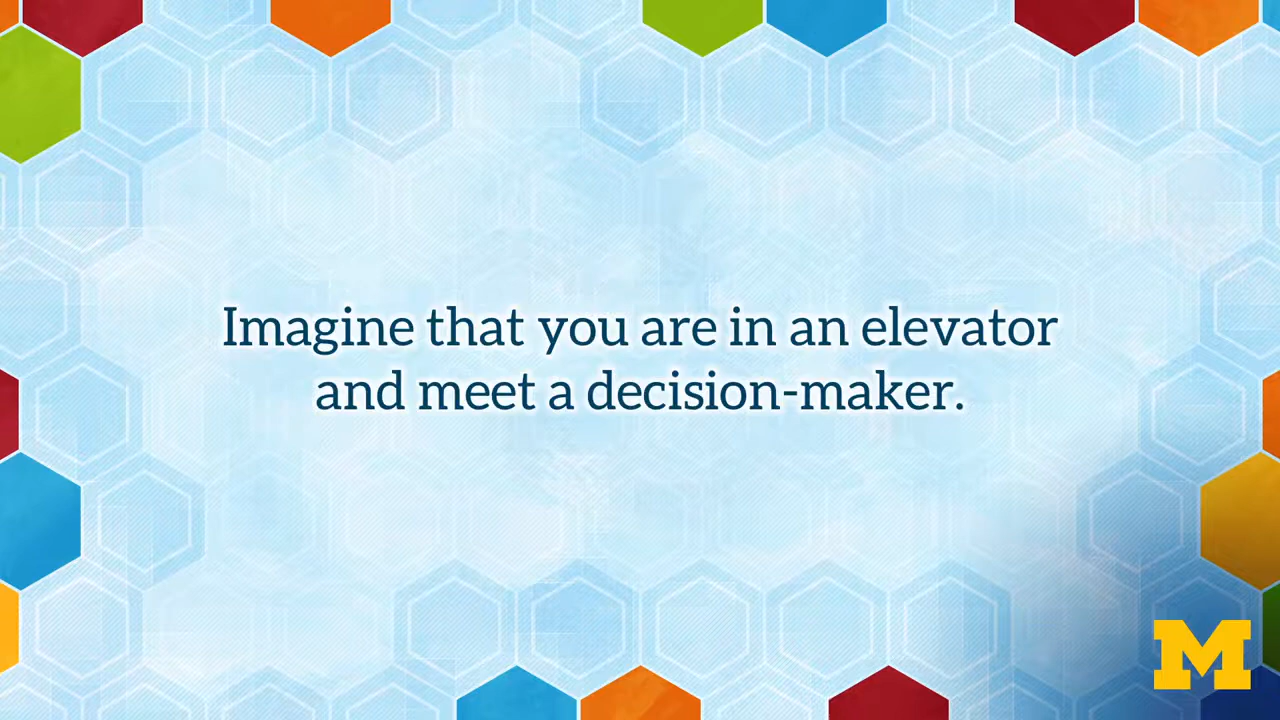 Imagine that you are in an elevator
and meet a decision-maker.
M